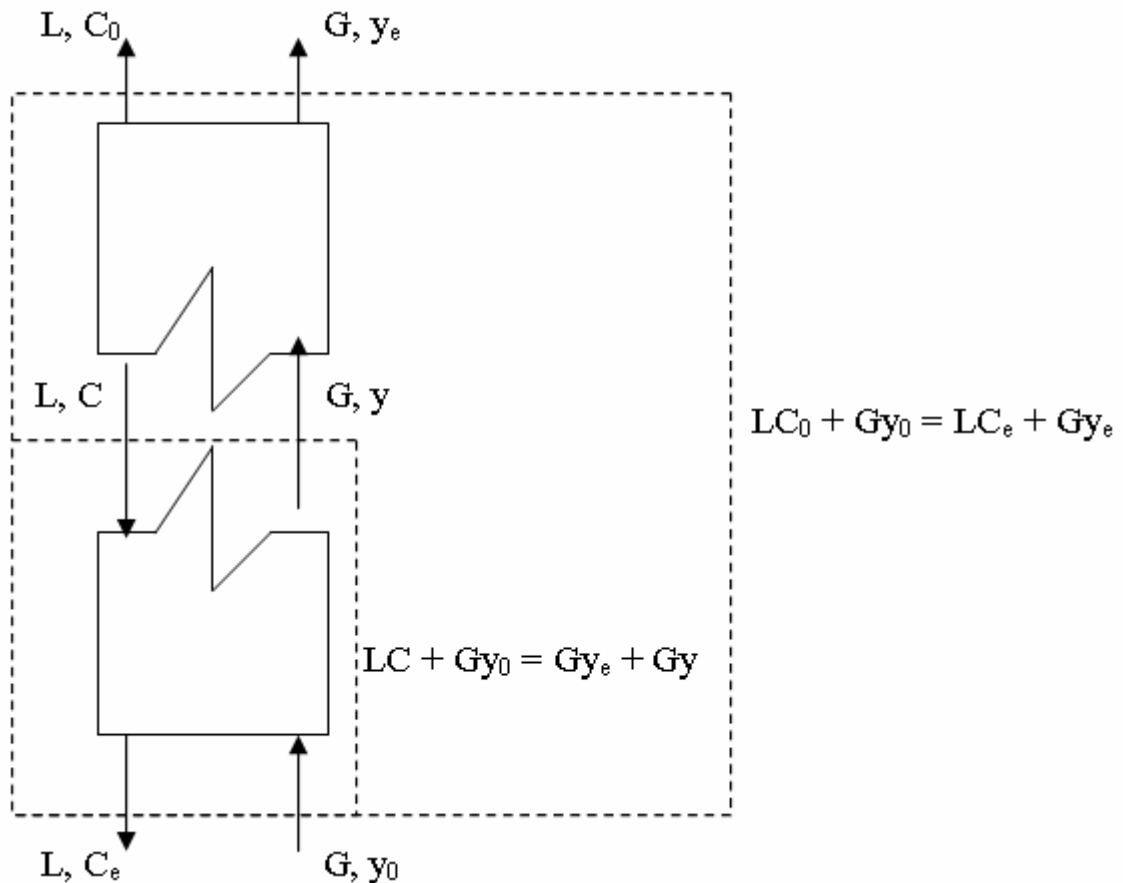 L, C₀
G, yₑ
L, C
G, y
LC₀ + Gy₀ = LCₑ + Gyₑ
LC + Gy₀ = Gyₑ + Gy
L, Cₑ
G, y₀